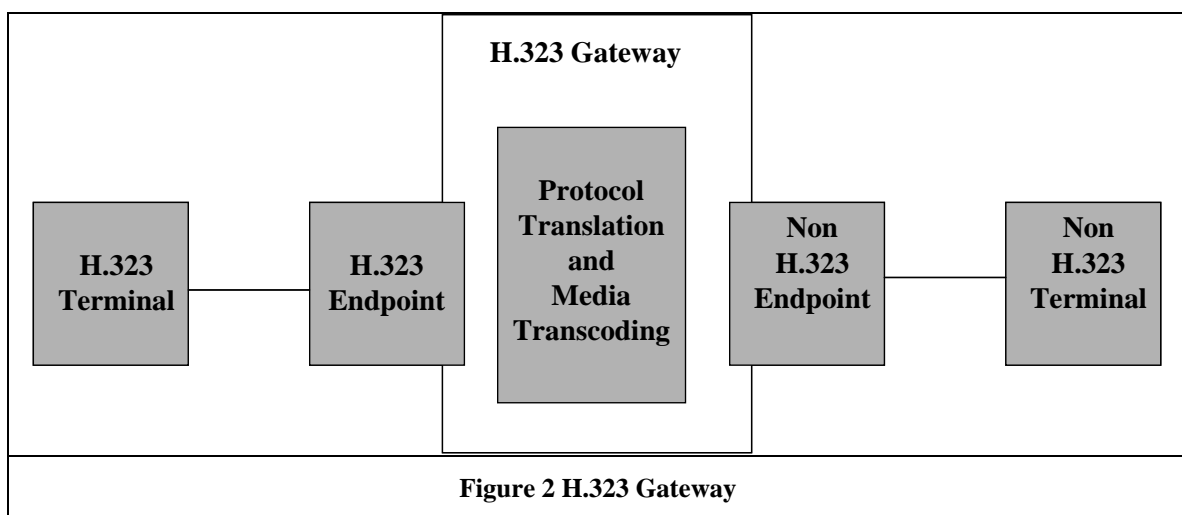 H.323 Gateway
H.323
Terminal
H.323
Endpoint
Protocol
Translation
and
Media
Transcoding
Non
H.323
Endpoint
Non
H.323
Terminal
Figure 2 H.323 Gateway